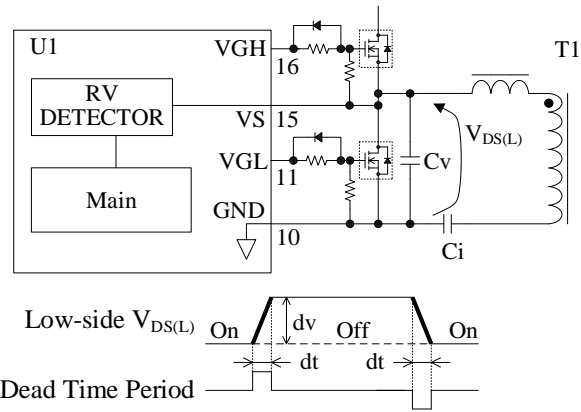 U1
VGH
16
T1
RV
DETECTOR
VS 15
V_DS(L)
VGL
11
Cv
Main
GND
10
Ci
Low-side V_DS(L)
On
dv
Off
On
dt
dt
Dead Time Period